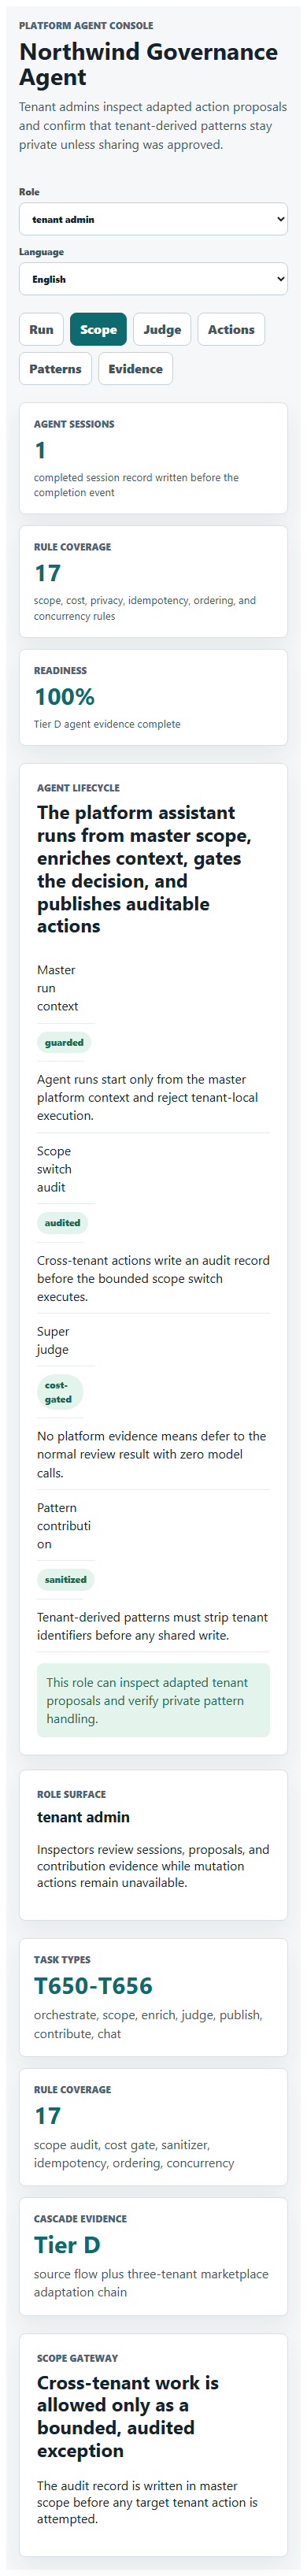 PLATFORM AGENT CONSOLE
Northwind Governance
Agent
Tenant admins inspect adapted action proposals
and confirm that tenant-derived patterns stay
private unless sharing was approved.
Role
tenant admin
Language
English
Run
Scope
Judge
Actions
Patterns
Evidence
AGENT SESSIONS
1
completed session record written before the
completion event
RULE COVERAGE
17
scope, cost, privacy, idempotency, ordering, and
concurrency rules
READINESS
100%
Tier D agent evidence complete
AGENT LIFECYCLE
The platform assistant
runs from master scope,
enriches context, gates
the decision, and
publishes auditable
actions
Master
run
context
guarded
Agent runs start only from the master
platform context and reject tenant-local
execution.
Scope
switch
audit
audited
Cross-tenant actions write an audit record
before the bounded scope switch
executes.
Super
judge
cost-
gated
No platform evidence means defer to the
normal review result with zero model
calls.
Pattern
contributi
on
sanitized
Tenant-derived patterns must strip tenant
identifiers before any shared write.
This role can inspect adapted tenant
proposals and verify private pattern
handling.
ROLE SURFACE
tenant admin
Inspectors review sessions, proposals, and
contribution evidence while mutation
actions remain unavailable.
TASK TYPES
T650-T656
orchestrate, scope, enrich, judge, publish,
contribute, chat
RULE COVERAGE
17
scope audit, cost gate, sanitizer,
idempotency, ordering, concurrency
CASCADE EVIDENCE
Tier D
source flow plus three-tenant marketplace
adaptation chain
SCOPE GATEWAY
Cross-tenant work is
allowed only as a
bounded, audited
exception
The audit record is written in master
scope before any target tenant action is
attempted.